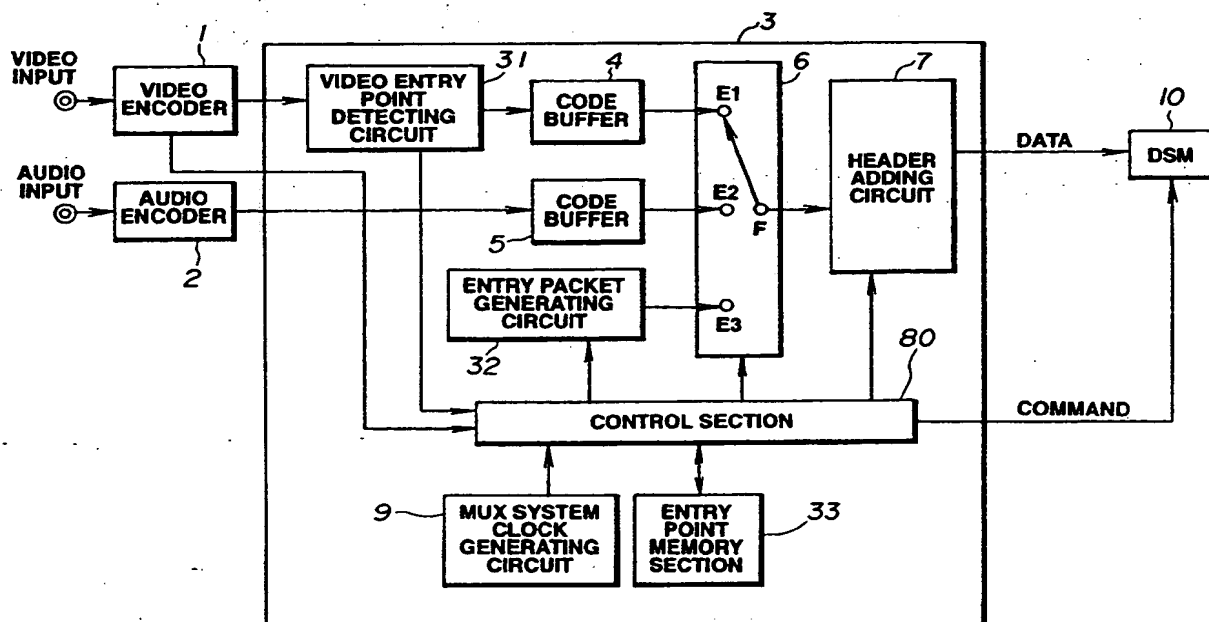 3
1
VIDEO
INPUT
VIDEO
ENCODER
31
VIDEO ENTRY
POINT
DETECTING
CIRCUIT
4
CODE
BUFFER
6
E1
7
HEADER
ADDING
CIRCUIT
DATA
10
DSM
AUDIO
INPUT
AUDIO
ENCODER
2
CODE
BUFFER
5
E2
F
ENTRY PACKET
GENERATING
CIRCUIT
32
E3
80
CONTROL SECTION
COMMAND
9
MUX SYSTEM
CLOCK
GENERATING
CIRCUIT
ENTRY
POINT
MEMORY
SECTION
33